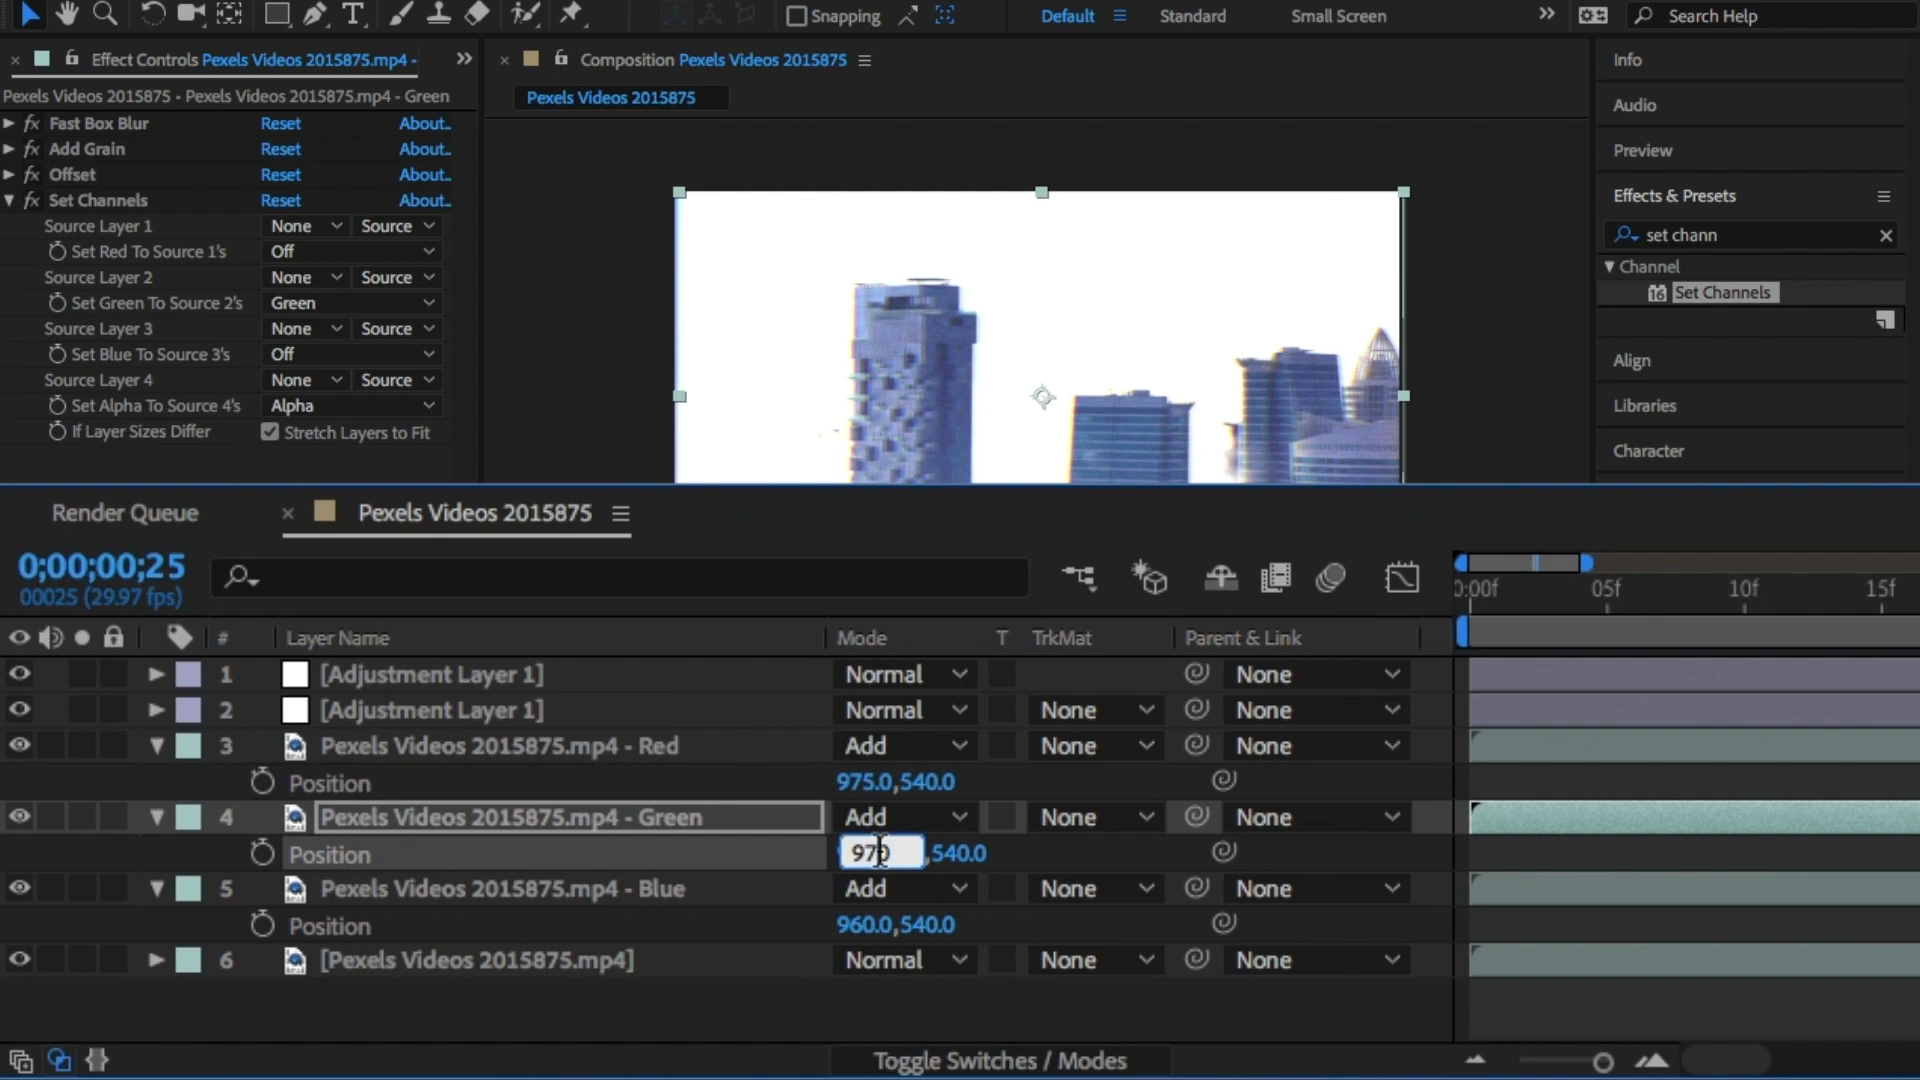 Snapping
Default
Standard
Small Screen
Search Help
Effect Controls Pexels Videos 2015875.mp4 -
Composition Pexels Videos 2015875
Info
Pexels Videos 2015875 • Pexels Videos 2015875.mp4 - Green
Pexels Videos 2015875
Audio
fx Fast Box Blur Reset About..
fx Add Grain Reset About..
Preview
fx Offset Reset About..
fx Set Channels Reset About..
Effects & Presets
Source Layer 1 None Source
set chann
Set Red To Source 1's Off
Channel
Source Layer 2 None Source
16 Set Channels
Set Green To Source 2's Green
Source Layer 3 None Source
Set Blue To Source 3's Off
Align
Source Layer 4 None Source
Set Alpha To Source 4's Alpha
Libraries
If Layer Sizes Differ Stretch Layers to Fit
Character
Render Queue
Pexels Videos 2015875
0;00;00;25
00025 (29.97 fps)
0:00f 05f 10f 15f
# Layer Name Mode T TrkMat Parent & Link
1 [Adjustment Layer 1] Normal None
2 [Adjustment Layer 1] Normal None None
3 Pexels Videos 2015875.mp4 - Red Add None None
Position 975.0,540.0
4 Pexels Videos 2015875.mp4 - Green Add None None
Position 970 ,540.0
5 Pexels Videos 2015875.mp4 - Blue Add None None
Position 960.0,540.0
6 [Pexels Videos 2015875.mp4] Normal None None
Toggle Switches / Modes